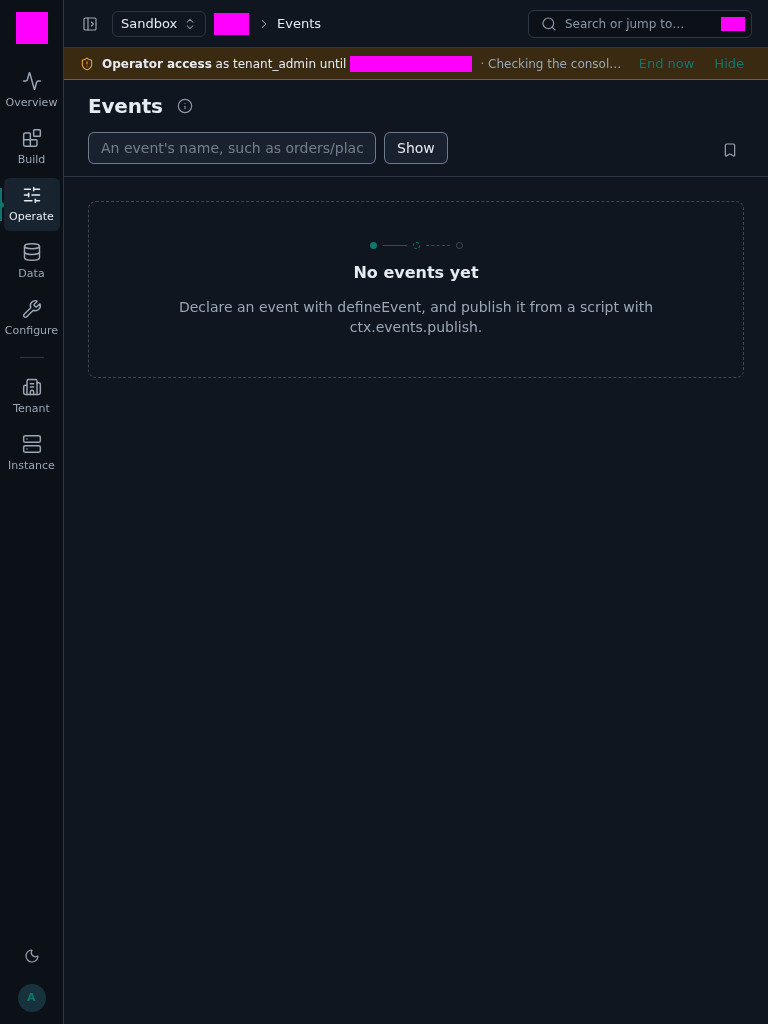 Sandbox
Events
Search or jump to…
Operator access as tenant_admin until
· Checking the consol…
End now
Hide
Overview
Build
Operate
Data
Configure
Tenant
Instance
A
Events
An event's name, such as orders/plac
Show
No events yet
Declare an event with defineEvent, and publish it from a script with
ctx.events.publish.